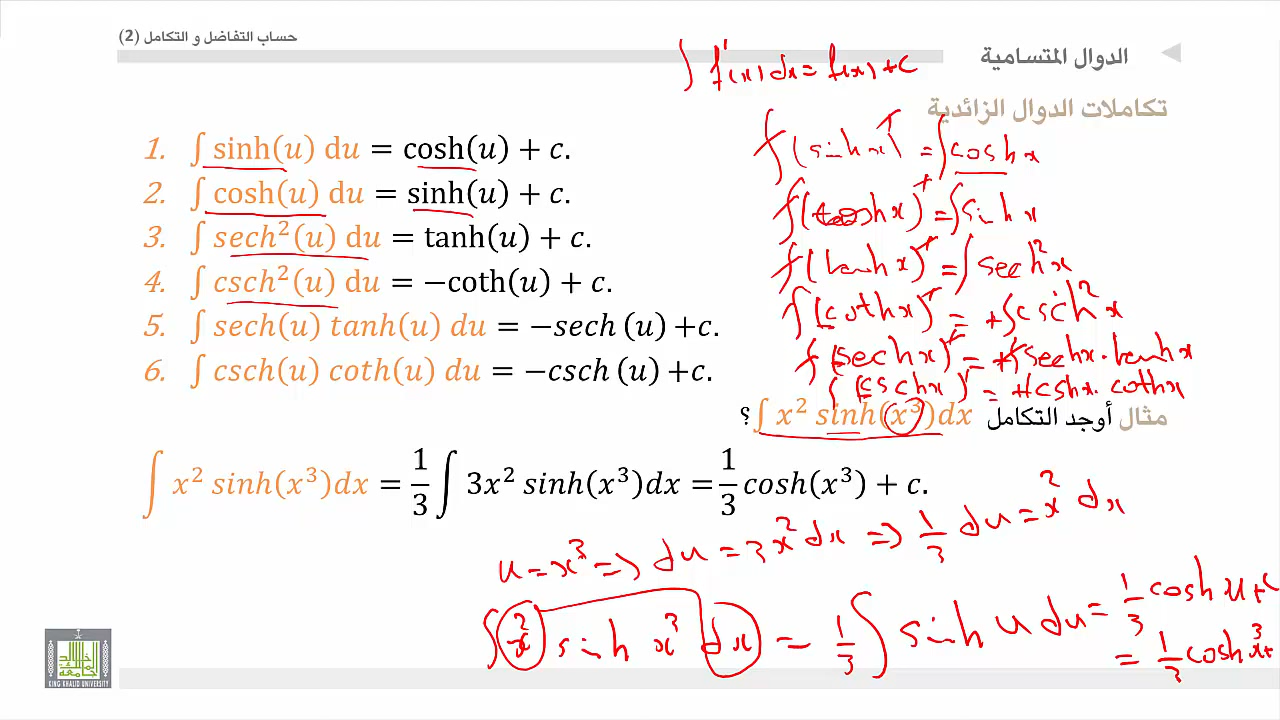 حساب التفاضل و التكامل (2)
الدوال المتسامية
∫ f'(x) dx = f(x) + c
تكاملات الدوال الزائدية
1. ∫ sinh(u) du = cosh(u) + c.
2. ∫ cosh(u) du = sinh(u) + c.
3. ∫ sech²(u) du = tanh(u) + c.
4. ∫ csch²(u) du = −coth(u) + c.
5. ∫ sech(u) tanh(u) du = −sech (u) +c.
6. ∫ csch(u) coth(u) du = −csch (u) +c.
(sinh x) = ∫ cosh x
= ∫ sinh x
(tanh x) = ∫ sech² x
(coth x) = ∫ csch² x
(sech x) = sech x . tanh x
(csch x) = . coth x
مثال أوجد التكامل ∫ x² sinh(x³)dx ؟
∫ x² sinh(x³)dx = 1/3 ∫ 3x² sinh(x³)dx = 1/3 cosh(x³) + c.
u = x³ => du = 3x² dx => 1/3 du = x² dx
∫ x² sinh x³ dx = 1/3 ∫ sinh u du = 1/3 cosh u + c
= 1/3 cosh x³ +
KING KHALID UNIVERSITY